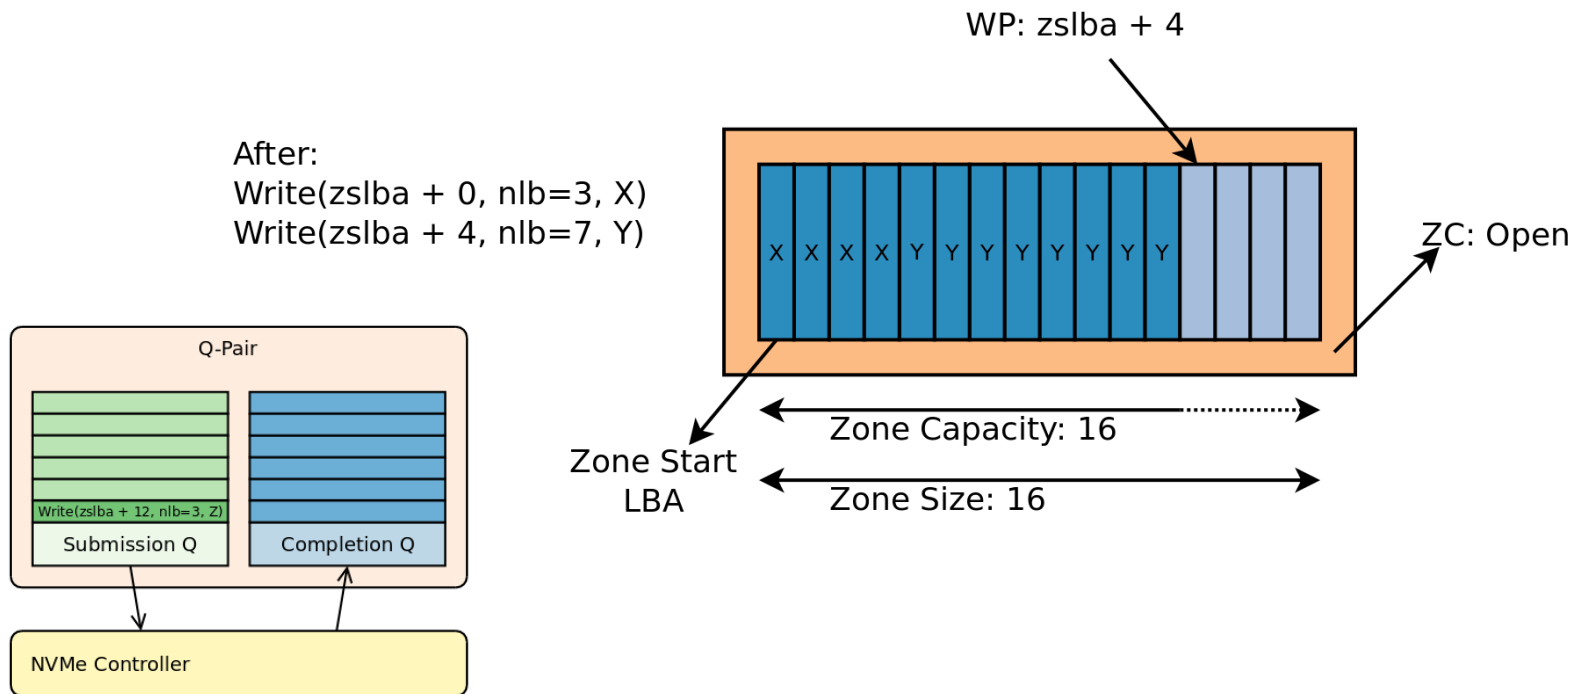 WP: zslba + 4
After:
Write(zslba + 0, nlb=3, X)
Write(zslba + 4, nlb=7, Y)
X X X X Y Y Y Y Y Y Y Y
ZC: Open
Zone Capacity: 16
Zone Start
LBA
Zone Size: 16
Q-Pair
Write(zslba + 12, nlb=3, Z)
Submission Q
Completion Q
NVMe Controller